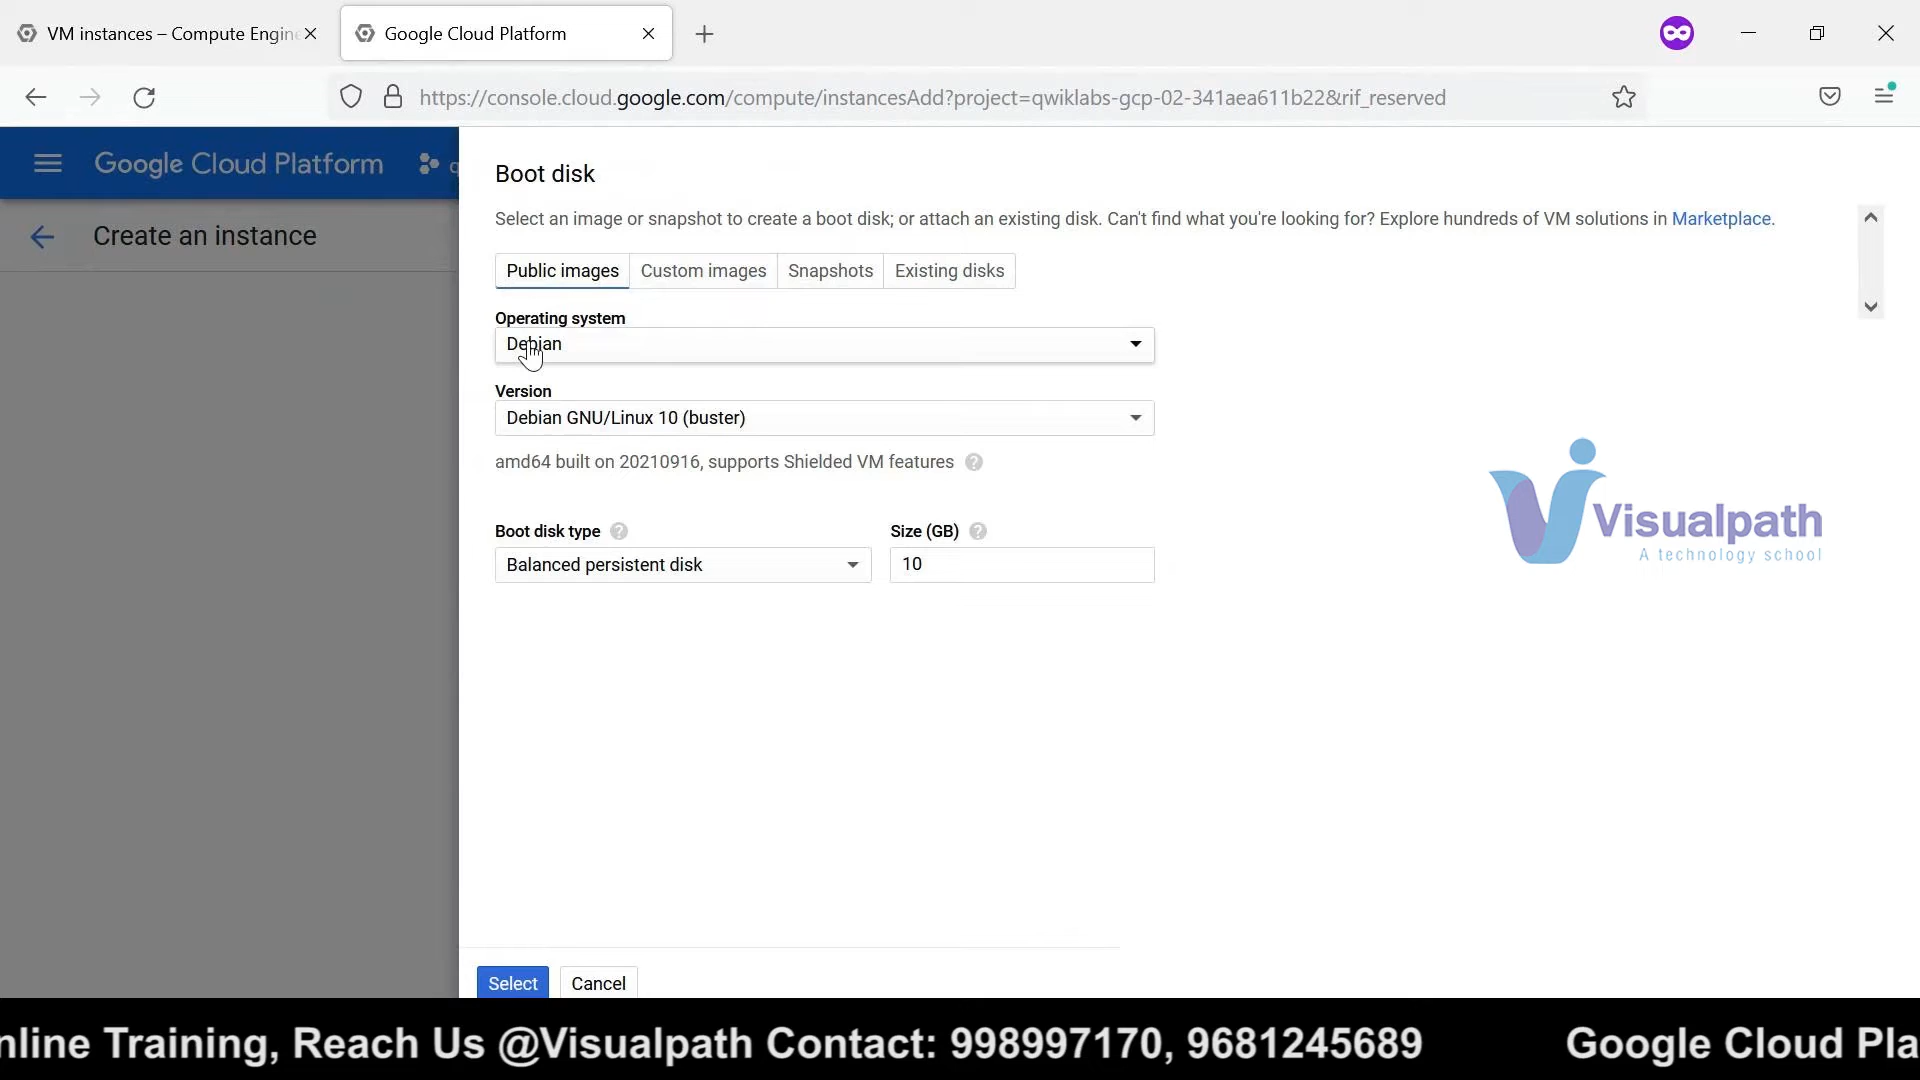 VM instances – Compute Engin
Google Cloud Platform
https://console.cloud.google.com/compute/instancesAdd?project=qwiklabs-gcp-02-341aea611b22&rif_reserved
Google Cloud Platform
q
Create an instance
Boot disk
Select an image or snapshot to create a boot disk; or attach an existing disk. Can't find what you're looking for? Explore hundreds of VM solutions in Marketplace.
Public images Custom images Snapshots Existing disks
Operating system
Debian
Version
Debian GNU/Linux 10 (buster)
amd64 built on 20210916, supports Shielded VM features
Boot disk type Size (GB)
Balanced persistent disk 10
Visualpath
A technology school
Select Cancel
nline Training, Reach Us @Visualpath Contact: 998997170, 9681245689 Google Cloud Pla